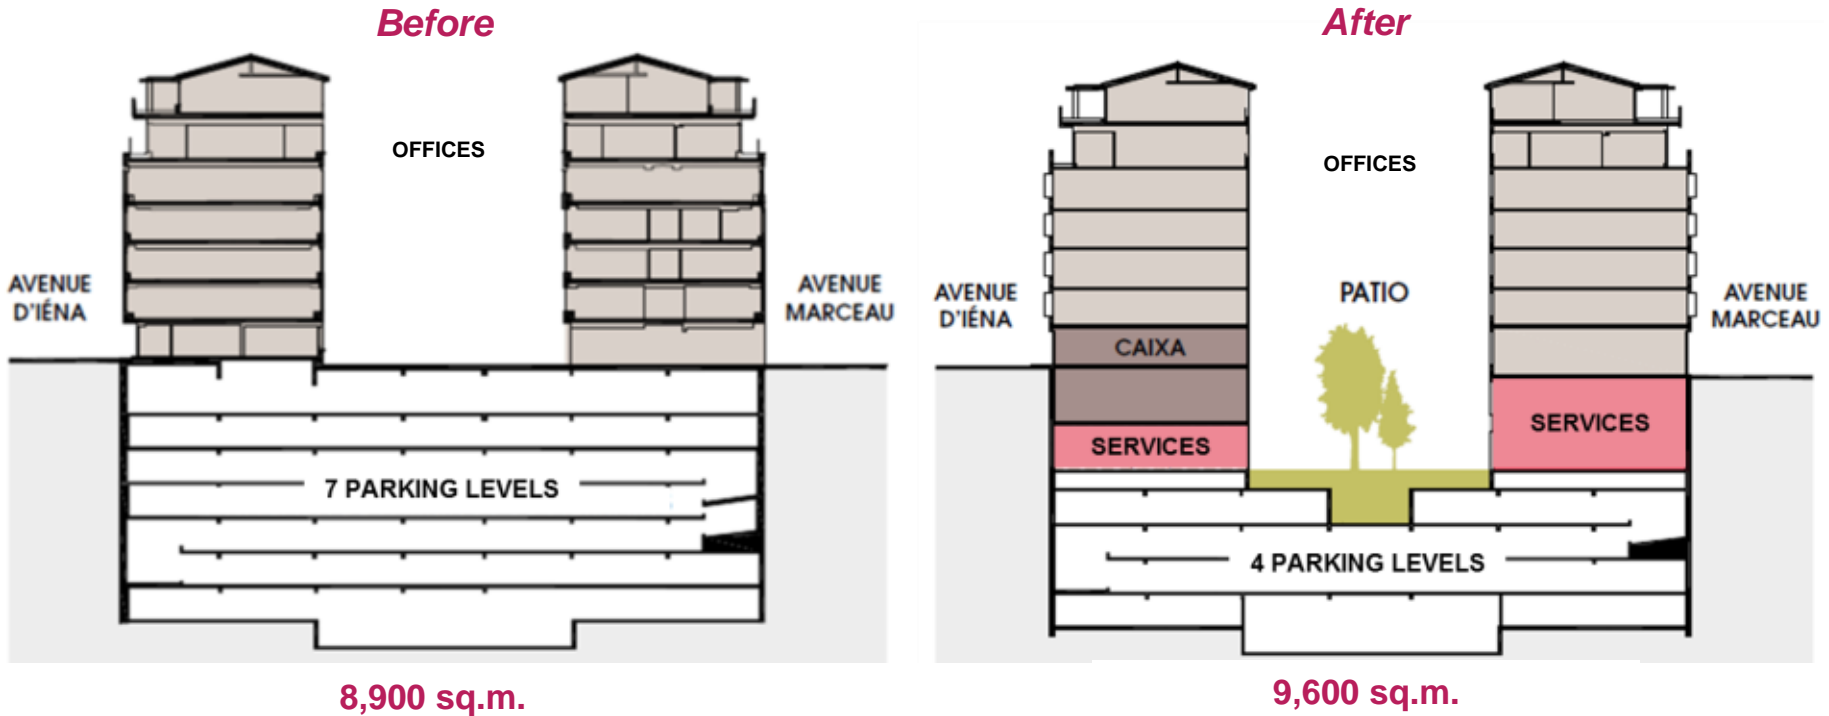 Before
OFFICES
AVENUE
D'IÉNA
AVENUE
MARCEAU
7 PARKING LEVELS
8,900 sq.m.
After
OFFICES
AVENUE
D'IÉNA
PATIO
AVENUE
MARCEAU
CAIXA
SERVICES
SERVICES
4 PARKING LEVELS
9,600 sq.m.